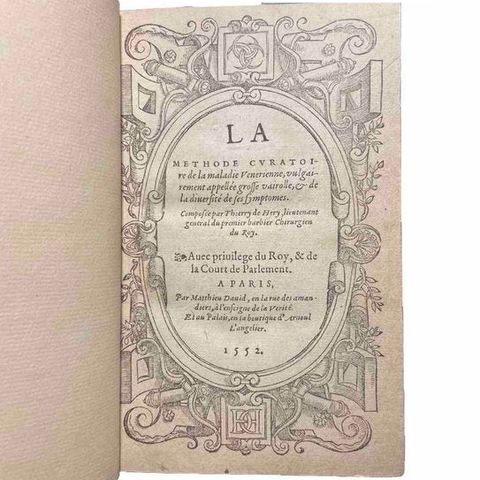 LA
METHODE CVRATOI-
re de la maladie Venerienne, vulgai-
rement appellée grosse vairolle, & de
la diuersité de ses symptomes.
Composée par Thierry de Hery, lieutenant
general du premier barbier Chirurgien
du Roy.
Auec priuilege du Roy, & de
la Court de Parlement.
A PARIS,
Par Matthieu Dauid, en la rue des aman-
diers, à l'enseigne de la Verité.
Et au Palais, en la boutique d'Arnoul
L'angelier.
1552.